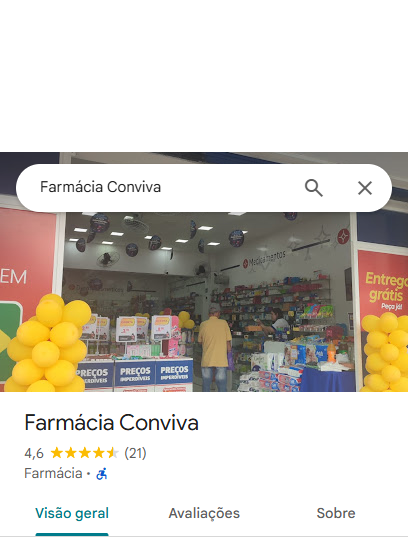 Farmácia Conviva
Medicamentos
EM
Entrega
grátis
Peça já!
PREÇOS
IMPERDÍVEIS
PREÇOS
IMPERDÍVEIS
PREÇOS
IMPERDÍVEIS
Farmácia Conviva
4,6 (21)
Farmácia ·
Visão geral
Avaliações
Sobre